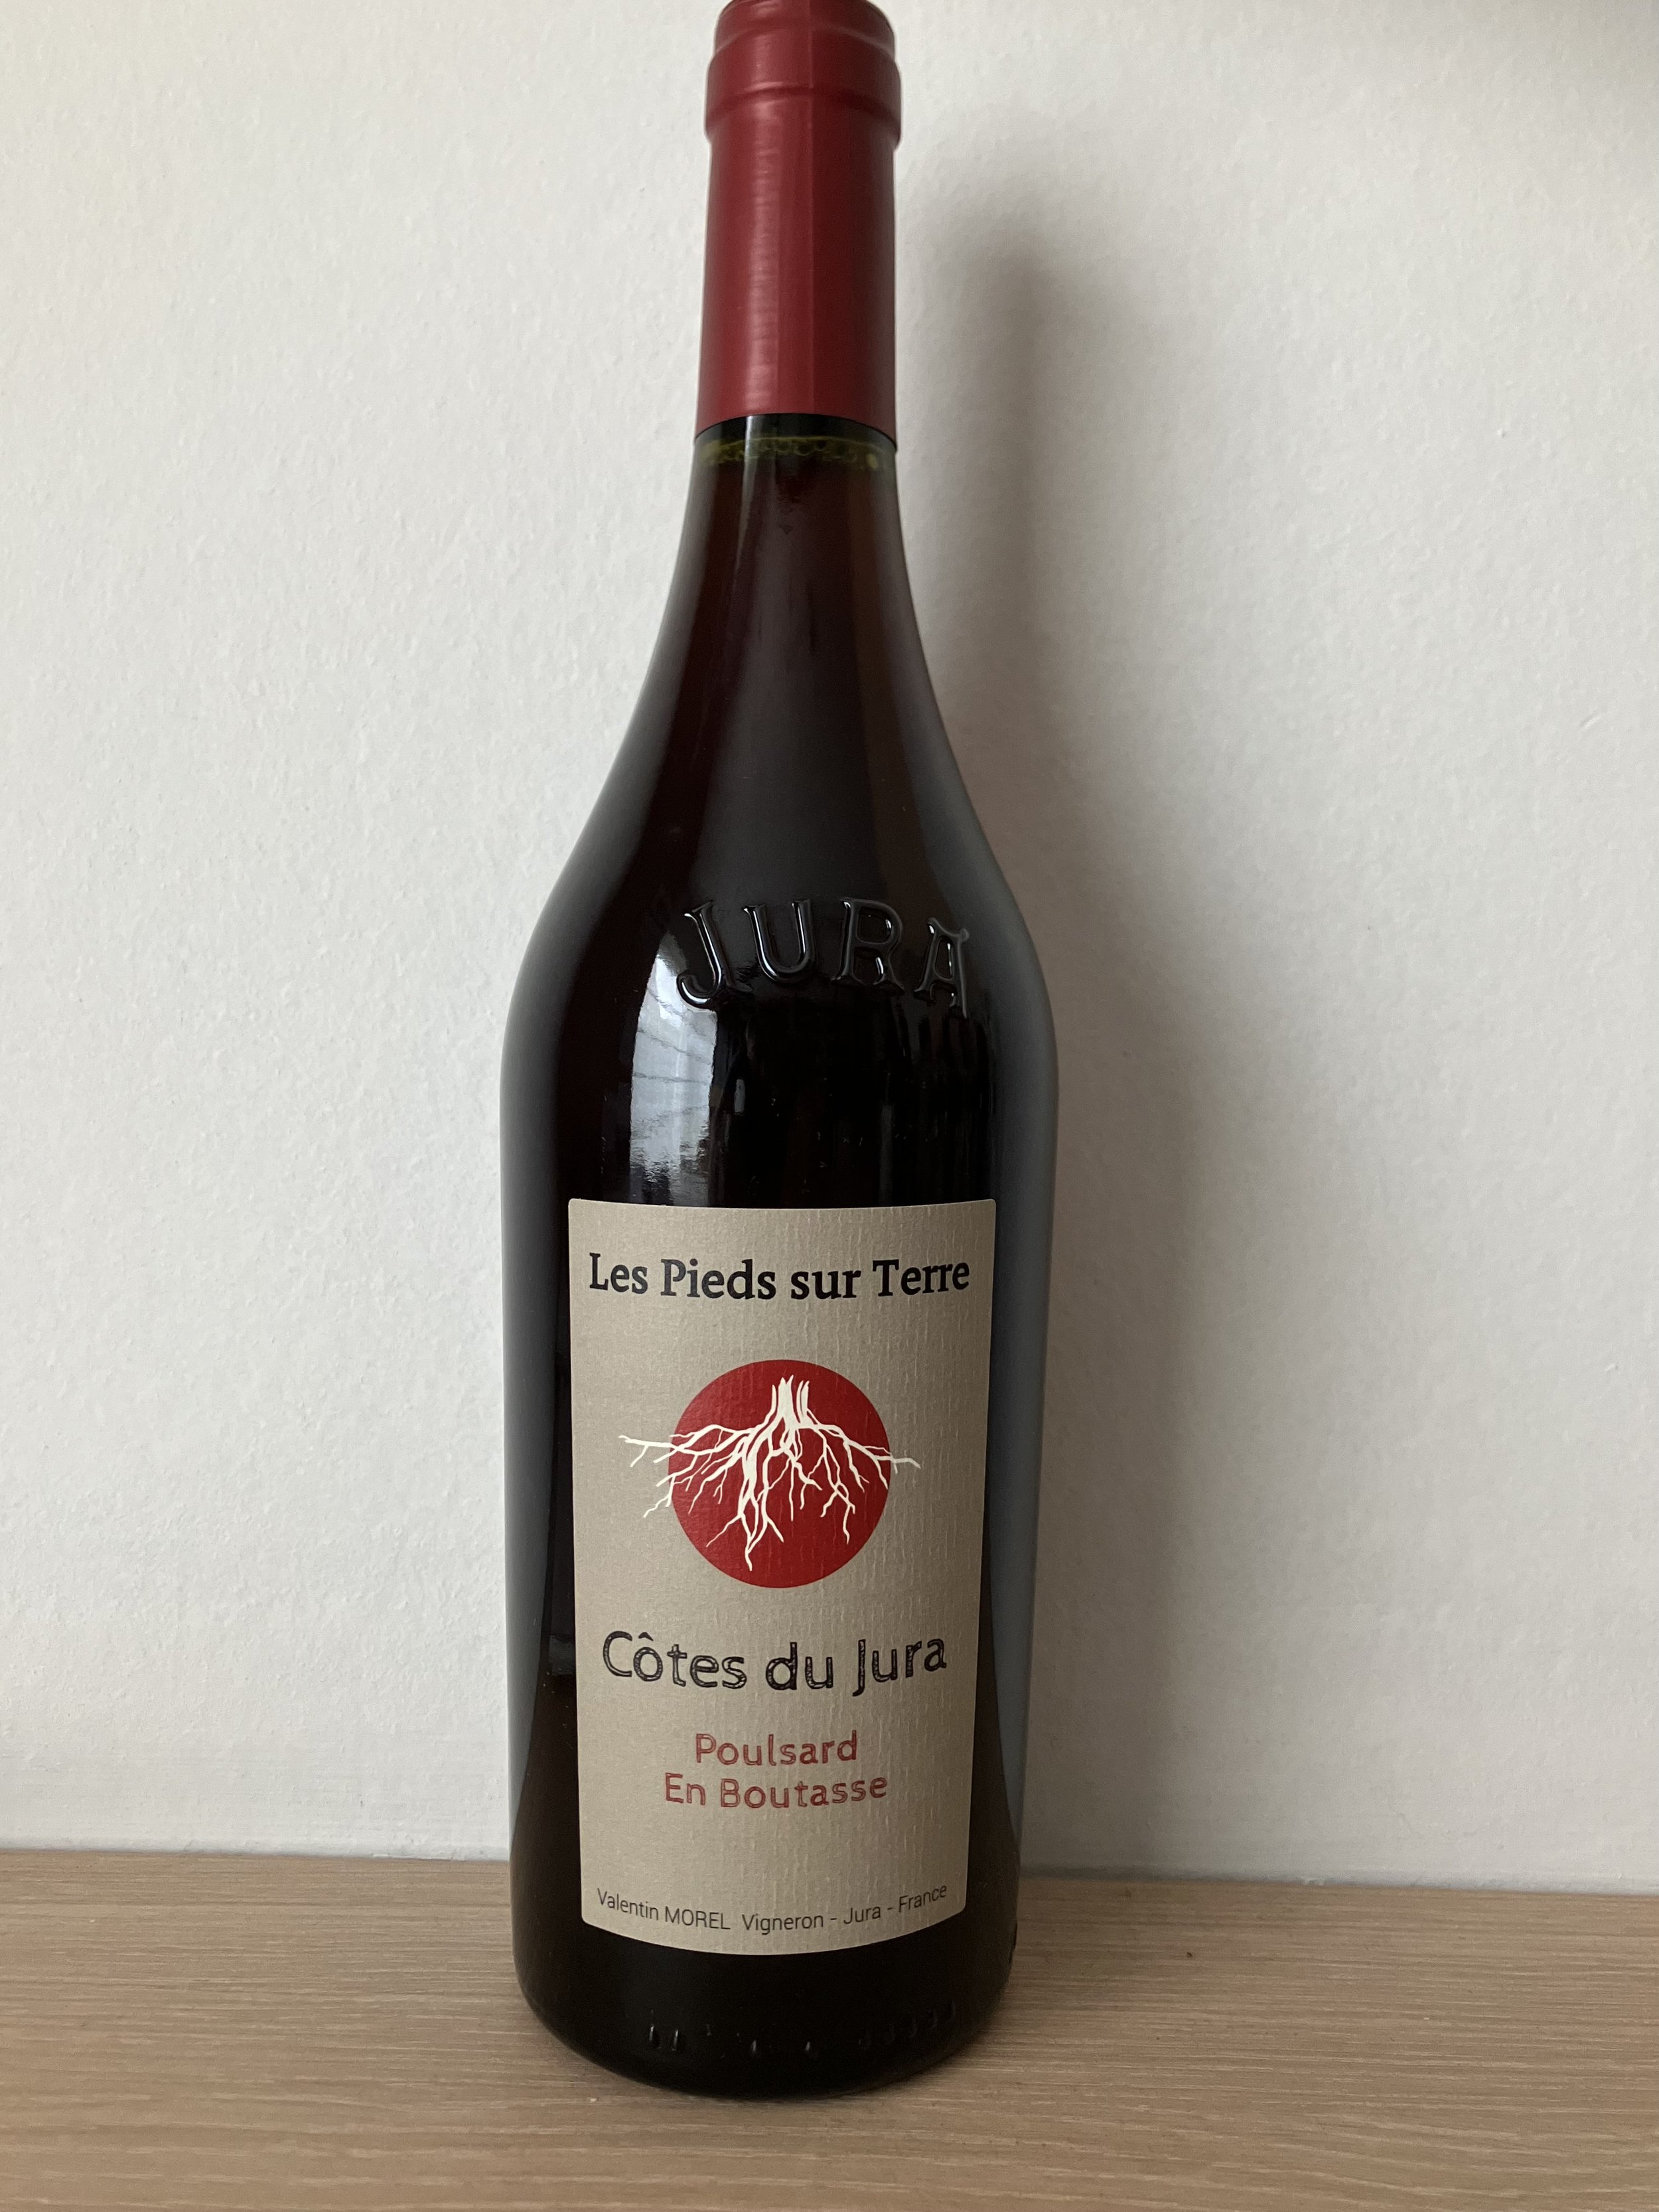 JURA
Les Pieds sur Terre
Côtes du Jura
Poulsard
En Boutasse
Valentin MOREL Vigneron - Jura - France